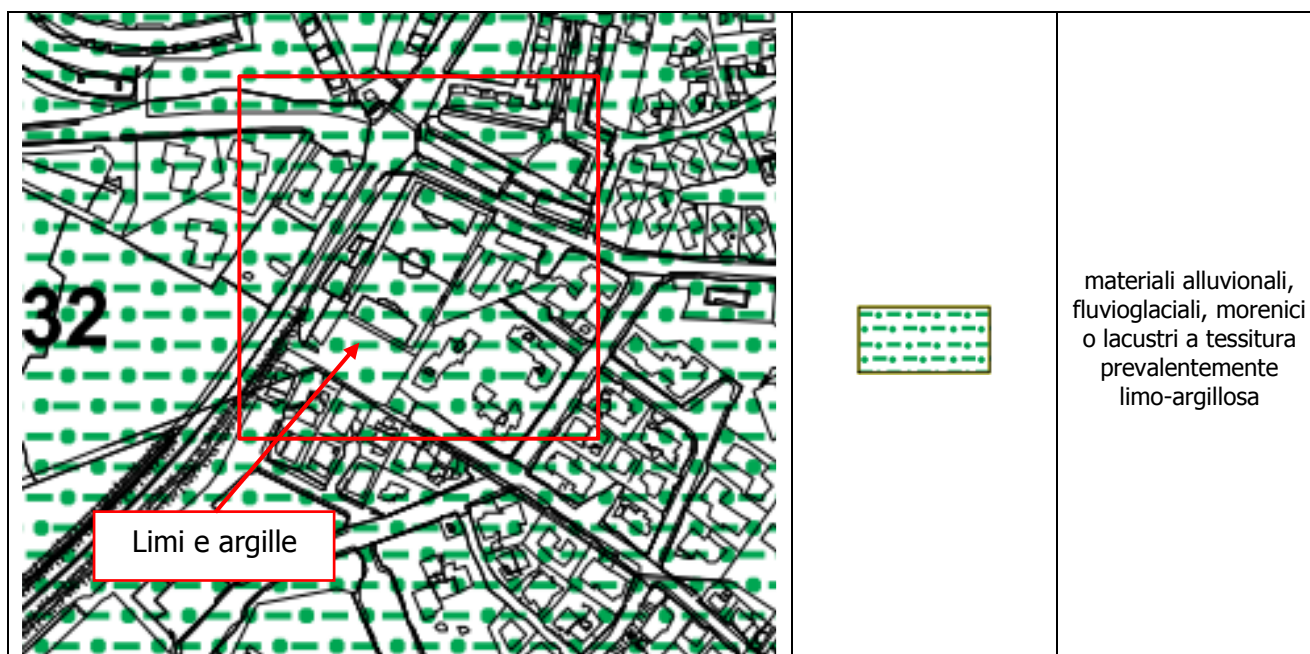 32
Limi e argille
materiali alluvionali,
fluvioglaciali, morenici
o lacustri a tessitura
prevalentemente
limo-argillosa